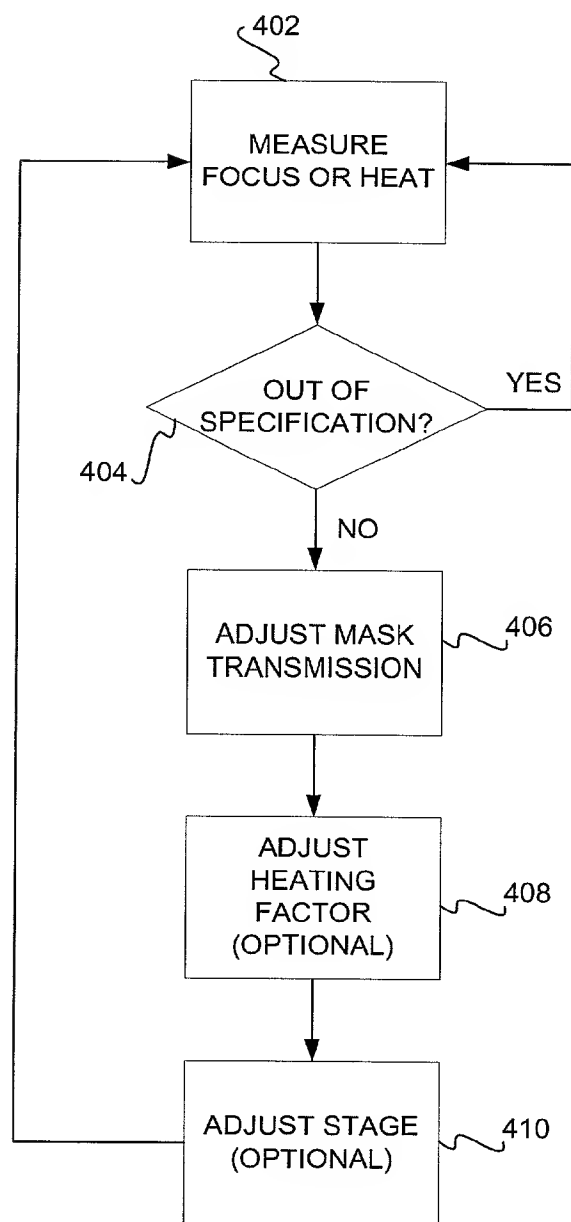 402
MEASURE
FOCUS OR HEAT
OUT OF
SPECIFICATION?
YES
404
NO
ADJUST MASK
TRANSMISSION
406
ADJUST
HEATING
FACTOR
(OPTIONAL)
408
ADJUST STAGE
(OPTIONAL)
410